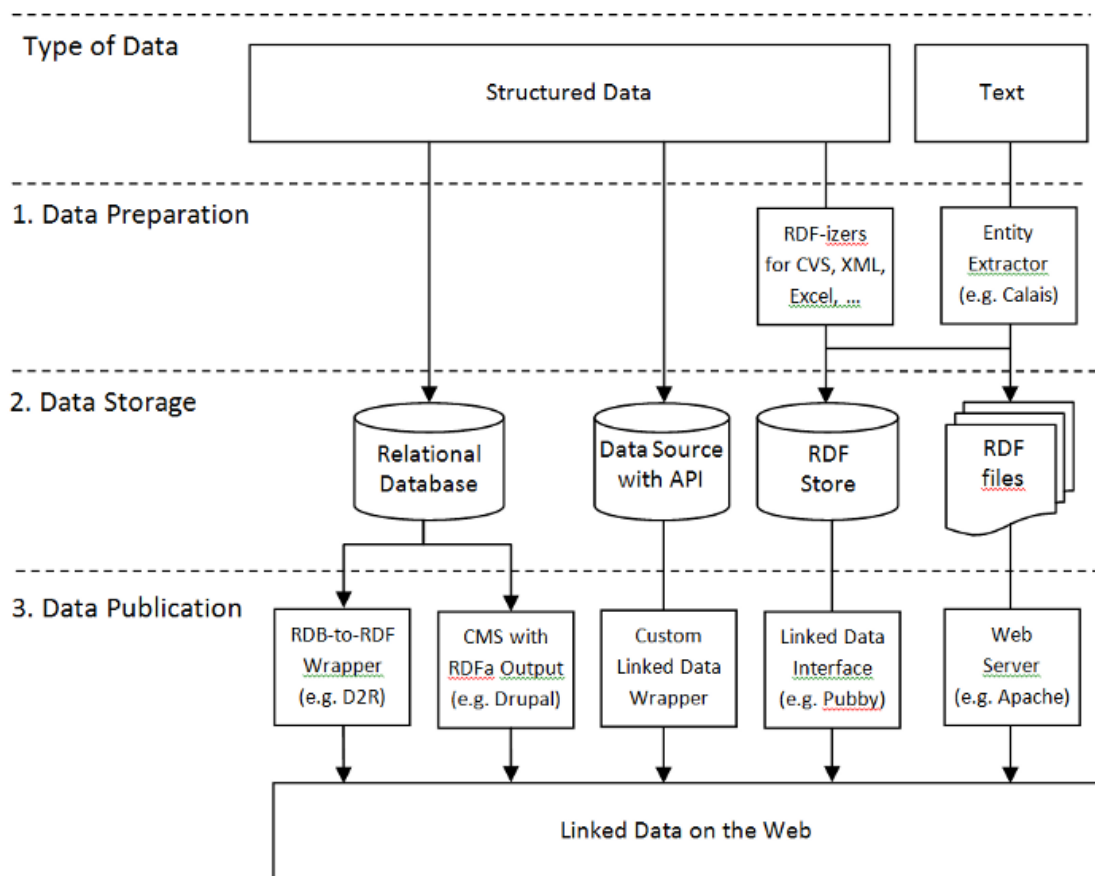 Type of Data
Structured Data
Text
1. Data Preparation
RDF-izers
for CVS, XML,
Excel, ...
Entity
Extractor
(e.g. Calais)
2. Data Storage
Relational
Database
Data Source
with API
RDF
Store
RDF
files
3. Data Publication
RDB-to-RDF
Wrapper
(e.g. D2R)
CMS with
RDFa Output
(e.g. Drupal)
Custom
Linked Data
Wrapper
Linked Data
Interface
(e.g. Pubby)
Web
Server
(e.g. Apache)
Linked Data on the Web